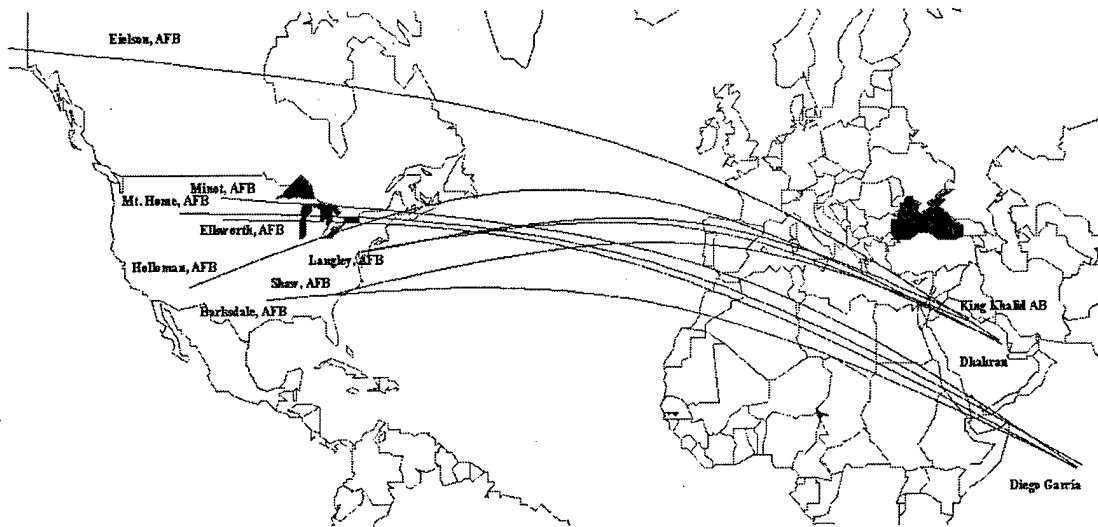 Eielson, AFB
Minot, AFB
Mt. Home, AFB
Ellsworth, AFB
Langley, AFB
Holloman, AFB
Shaw, AFB
Barksdale, AFB
King Khalid AB
Dhahran
Diego Garria